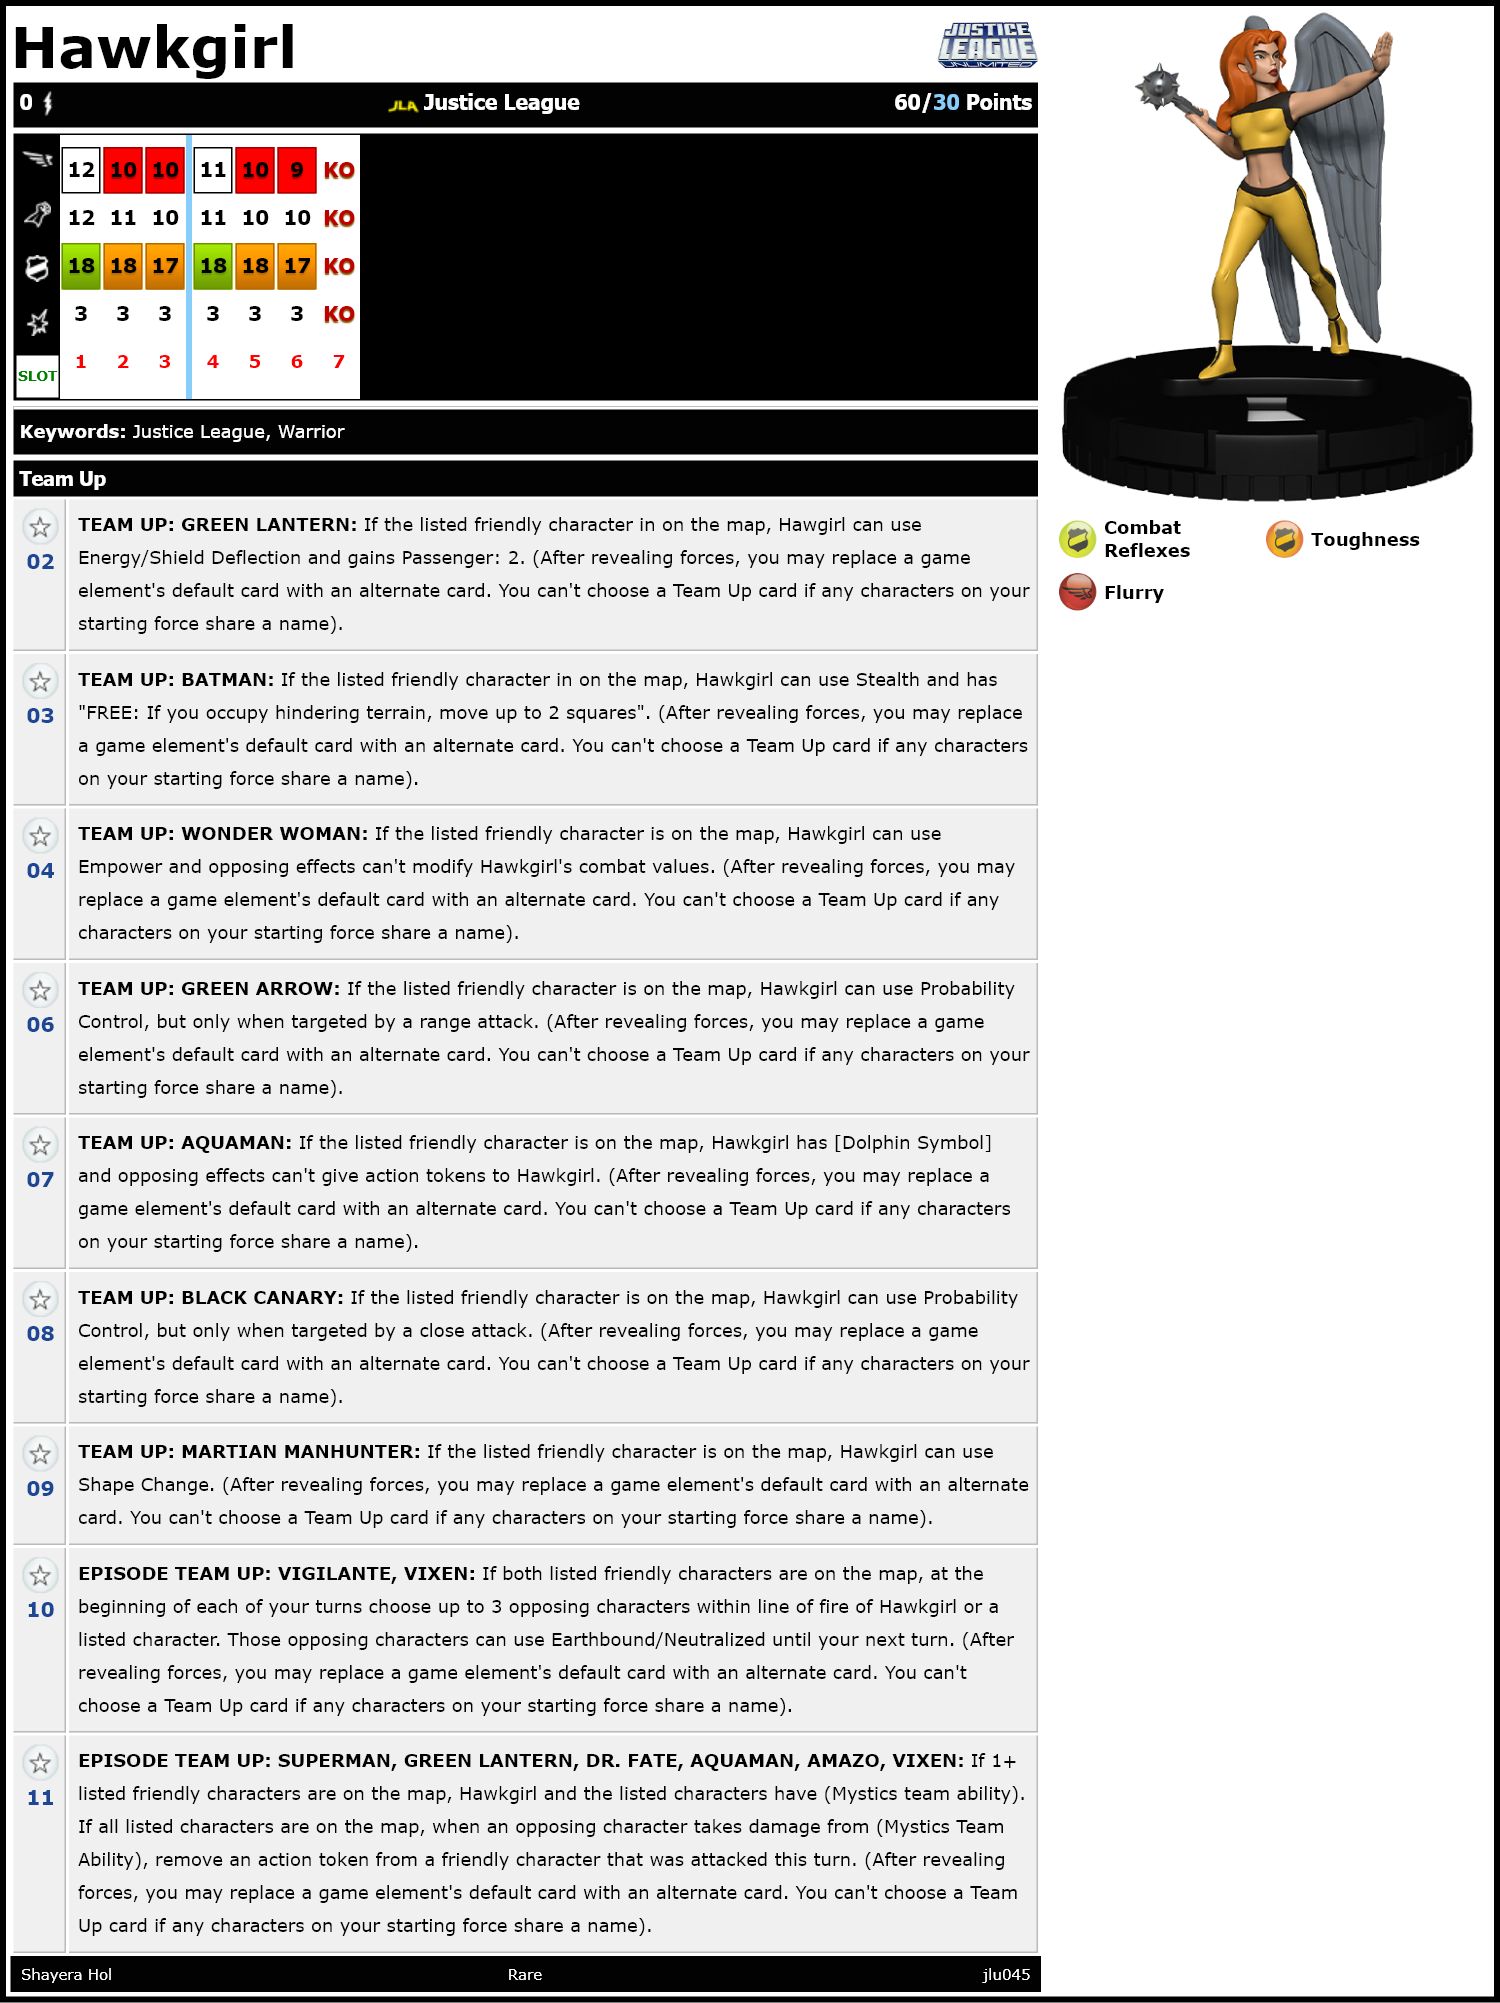 Hawkgirl
JUSTICE
LEAGUE
UNLIMITED
0 JLA Justice League 60/30 Points
12 10 10 11 10 9 KO
12 11 10 11 10 10 KO
18 18 17 18 18 17 KO
3 3 3 3 3 3 KO
SLOT 1 2 3 4 5 6 7
Keywords: Justice League, Warrior
Team Up
02
TEAM UP: GREEN LANTERN: If the listed friendly character in on the map, Hawgirl can use
Energy/Shield Deflection and gains Passenger: 2. (After revealing forces, you may replace a game
element's default card with an alternate card. You can't choose a Team Up card if any characters on your
starting force share a name).
03
TEAM UP: BATMAN: If the listed friendly character in on the map, Hawkgirl can use Stealth and has
"FREE: If you occupy hindering terrain, move up to 2 squares". (After revealing forces, you may replace
a game element's default card with an alternate card. You can't choose a Team Up card if any characters
on your starting force share a name).
04
TEAM UP: WONDER WOMAN: If the listed friendly character is on the map, Hawkgirl can use
Empower and opposing effects can't modify Hawkgirl's combat values. (After revealing forces, you may
replace a game element's default card with an alternate card. You can't choose a Team Up card if any
characters on your starting force share a name).
06
TEAM UP: GREEN ARROW: If the listed friendly character is on the map, Hawkgirl can use Probability
Control, but only when targeted by a range attack. (After revealing forces, you may replace a game
element's default card with an alternate card. You can't choose a Team Up card if any characters on your
starting force share a name).
07
TEAM UP: AQUAMAN: If the listed friendly character is on the map, Hawkgirl has [Dolphin Symbol]
and opposing effects can't give action tokens to Hawkgirl. (After revealing forces, you may replace a
game element's default card with an alternate card. You can't choose a Team Up card if any characters
on your starting force share a name).
08
TEAM UP: BLACK CANARY: If the listed friendly character is on the map, Hawkgirl can use Probability
Control, but only when targeted by a close attack. (After revealing forces, you may replace a game
element's default card with an alternate card. You can't choose a Team Up card if any characters on your
starting force share a name).
09
TEAM UP: MARTIAN MANHUNTER: If the listed friendly character is on the map, Hawkgirl can use
Shape Change. (After revealing forces, you may replace a game element's default card with an alternate
card. You can't choose a Team Up card if any characters on your starting force share a name).
10
EPISODE TEAM UP: VIGILANTE, VIXEN: If both listed friendly characters are on the map, at the
beginning of each of your turns choose up to 3 opposing characters within line of fire of Hawkgirl or a
listed character. Those opposing characters can use Earthbound/Neutralized until your next turn. (After
revealing forces, you may replace a game element's default card with an alternate card. You can't
choose a Team Up card if any characters on your starting force share a name).
11
EPISODE TEAM UP: SUPERMAN, GREEN LANTERN, DR. FATE, AQUAMAN, AMAZO, VIXEN: If 1+
listed friendly characters are on the map, Hawkgirl and the listed characters have (Mystics team ability).
If all listed characters are on the map, when an opposing character takes damage from (Mystics Team
Ability), remove an action token from a friendly character that was attacked this turn. (After revealing
forces, you may replace a game element's default card with an alternate card. You can't choose a Team
Up card if any characters on your starting force share a name).
Shayera Hol Rare jlu045
Combat
Reflexes
Toughness
Flurry